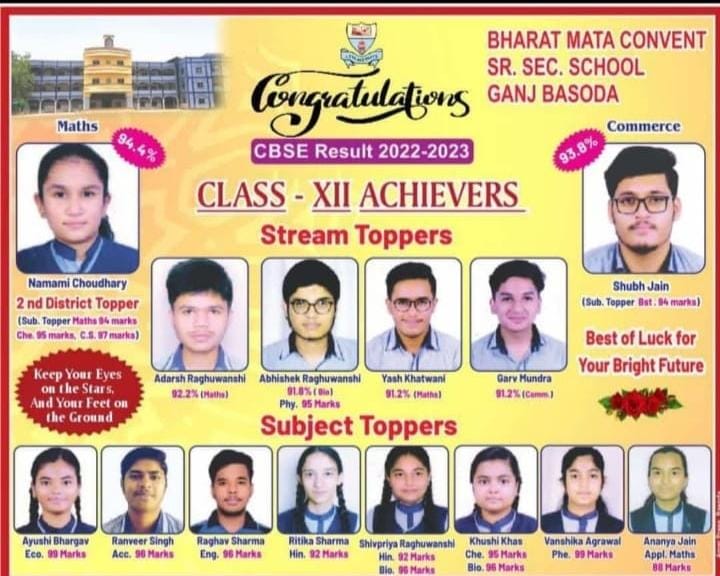 BHARAT MATA CONVENT
SR. SEC. SCHOOL
GANJ BASODA
Congratulations
CBSE Result 2022-2023
CLASS - XII ACHIEVERS
Stream Toppers
Maths
94.4%
Namami Choudhary
2 nd District Topper
(Sub. Topper Maths 94 marks
Che. 95 marks, C.S. 97 marks)
Commerce
93.8%
Shubh Jain
(Sub. Topper Bst. 94 marks)
Adarsh Raghuwanshi
92.2% (Maths)
Abhishek Raghuwanshi
91.8% (Bio)
Phy. 95 Marks
Yash Khatwani
91.2% (Maths)
Garv Mundra
91.2% (Comm.)
Keep Your Eyes
on the Stars,
And Your Feet on
the Ground
Best of Luck for
Your Bright Future
Subject Toppers
Ayushi Bhargav
Eco. 99 Marks
Ranveer Singh
Acc. 96 Marks
Raghav Sharma
Eng. 96 Marks
Ritika Sharma
Hin. 92 Marks
Shivpriya Raghuwanshi
Hin. 92 Marks
Bio. 96 Marks
Khushi Khas
Che. 95 Marks
Bio. 96 Marks
Vanshika Agrawal
Phe. 99 Marks
Ananya Jain
Appl. Maths
88 Marks